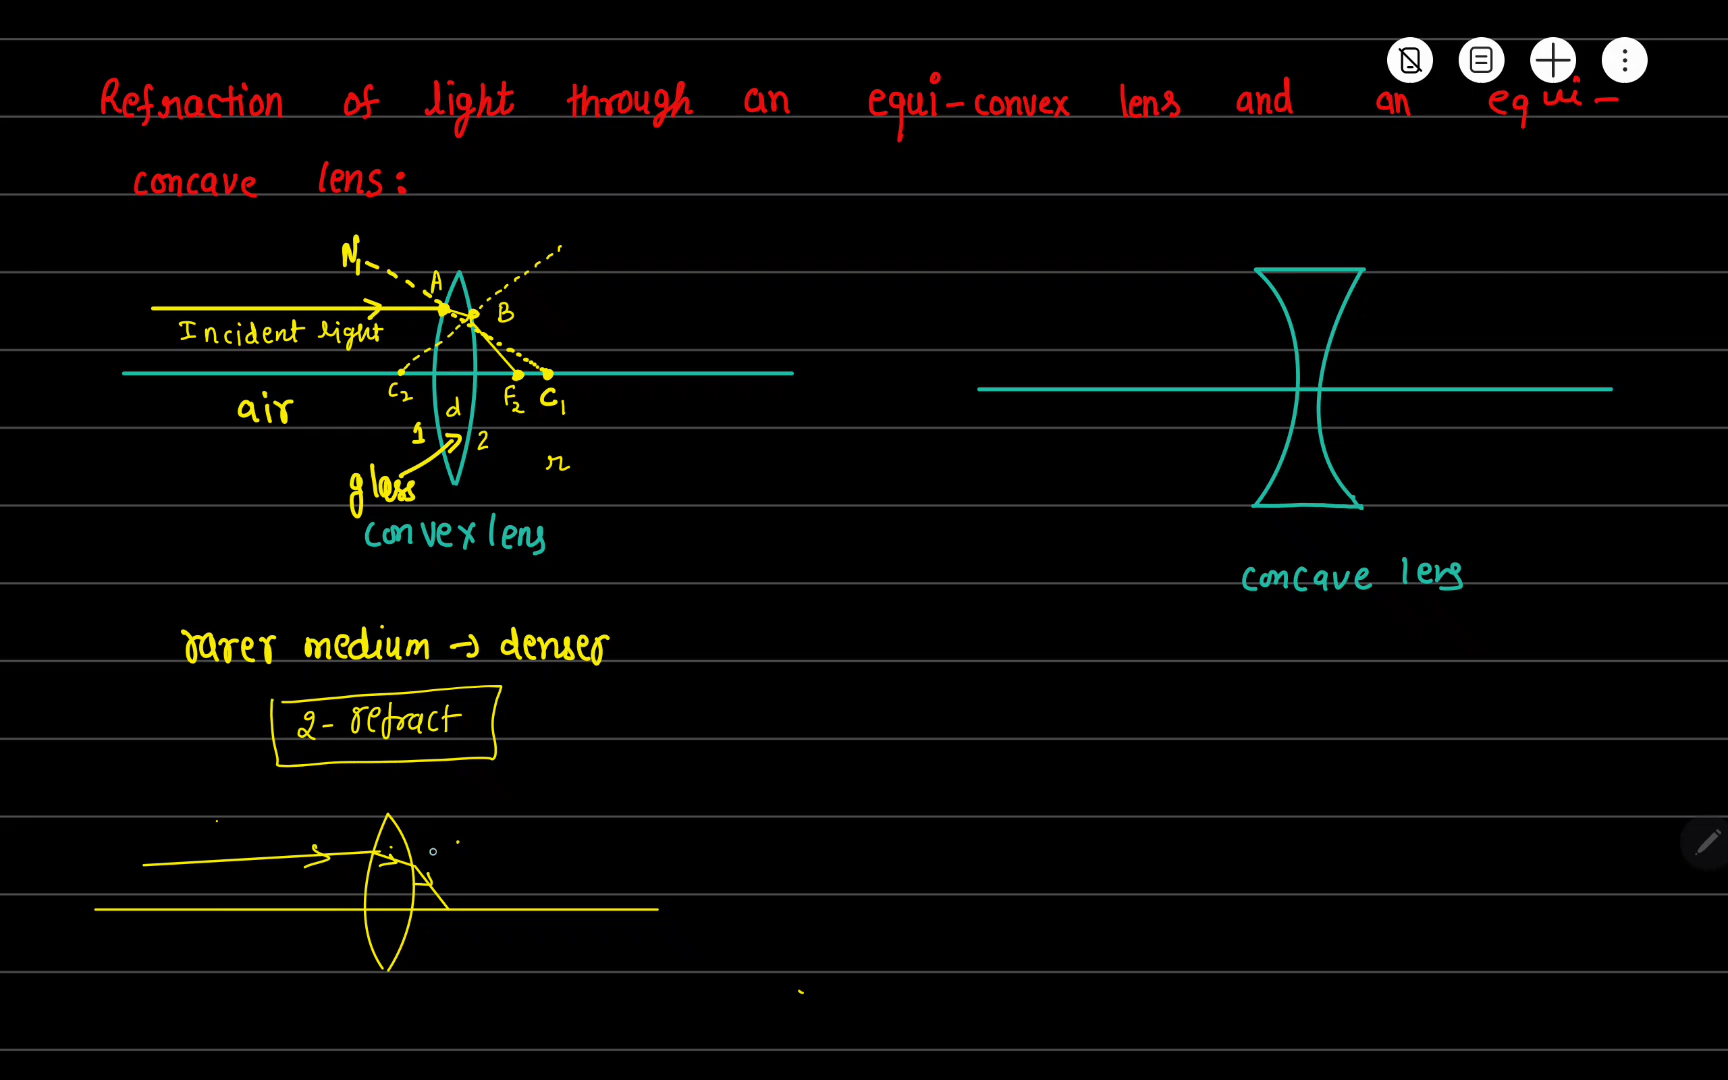 Refraction of light through an equi-convex lens and an equi-
concave lens:
N1
A
B
Incident light
C2
F2
C1
air
d
1
2
r
glass
convex lens
concave lens
rarer medium → denser
2- refract